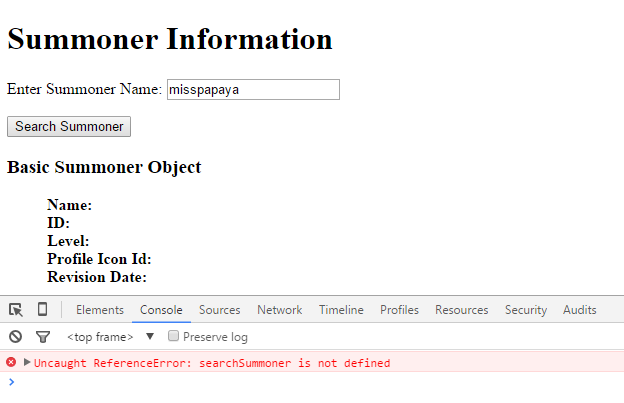 Summoner Information
Enter Summoner Name: misspapaya
Search Summoner
Basic Summoner Object
Name:
ID:
Level:
Profile Icon Id:
Revision Date:
Elements Console Sources Network Timeline Profiles Resources Security Audits
<top frame> ▼ Preserve log
Uncaught ReferenceError: searchSummoner is not defined
>